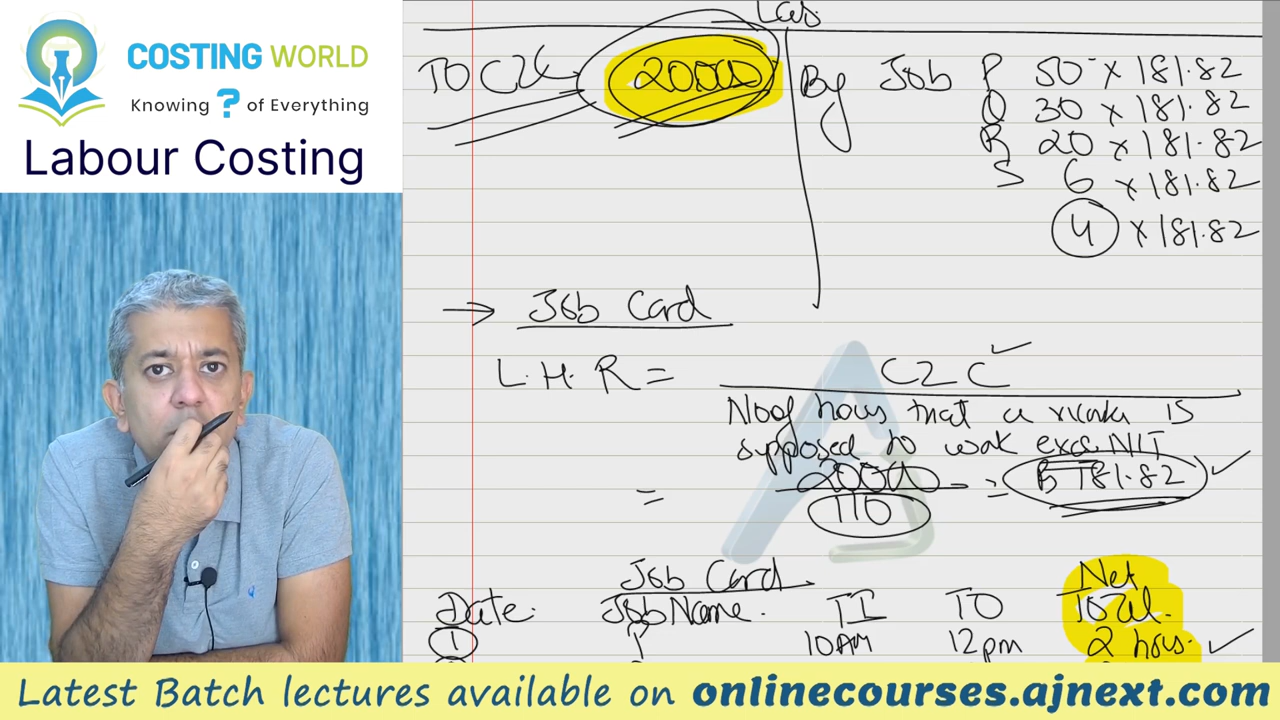 COSTING WORLD
Knowing ? of Everything
Labour Costing
Lab.
TO C2C 20000 By Job P 50 × 181.82
Q 30 × 181.82
R 20 × 181.82
S 6 × 181.82
4 × 181.82
→ Job Card
L.H.R = C2C
No of hours that a worker is
supposed to work exc. NIT
= 20000 = 181.82
110
Job Card
Date. Job Name. TI TO Net Total.
1 P 10AM 12pm 2 hours.
Latest Batch lectures available on onlinecourses.ajnext.com